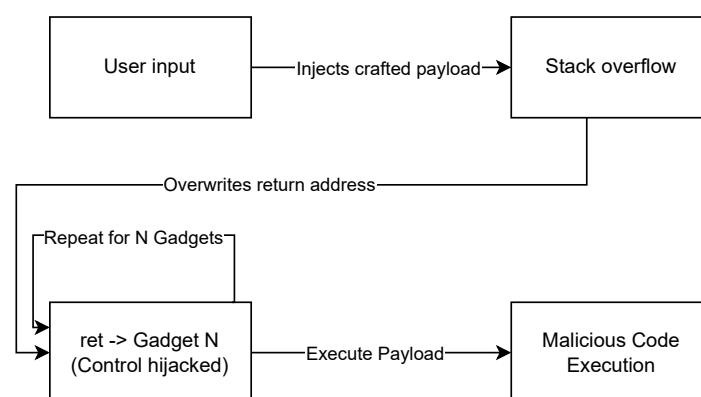 User input
Injects crafted payload
Stack overflow
Overwrites return address
Repeat for N Gadgets
ret -> Gadget N
(Control hijacked)
Execute Payload
Malicious Code
Execution